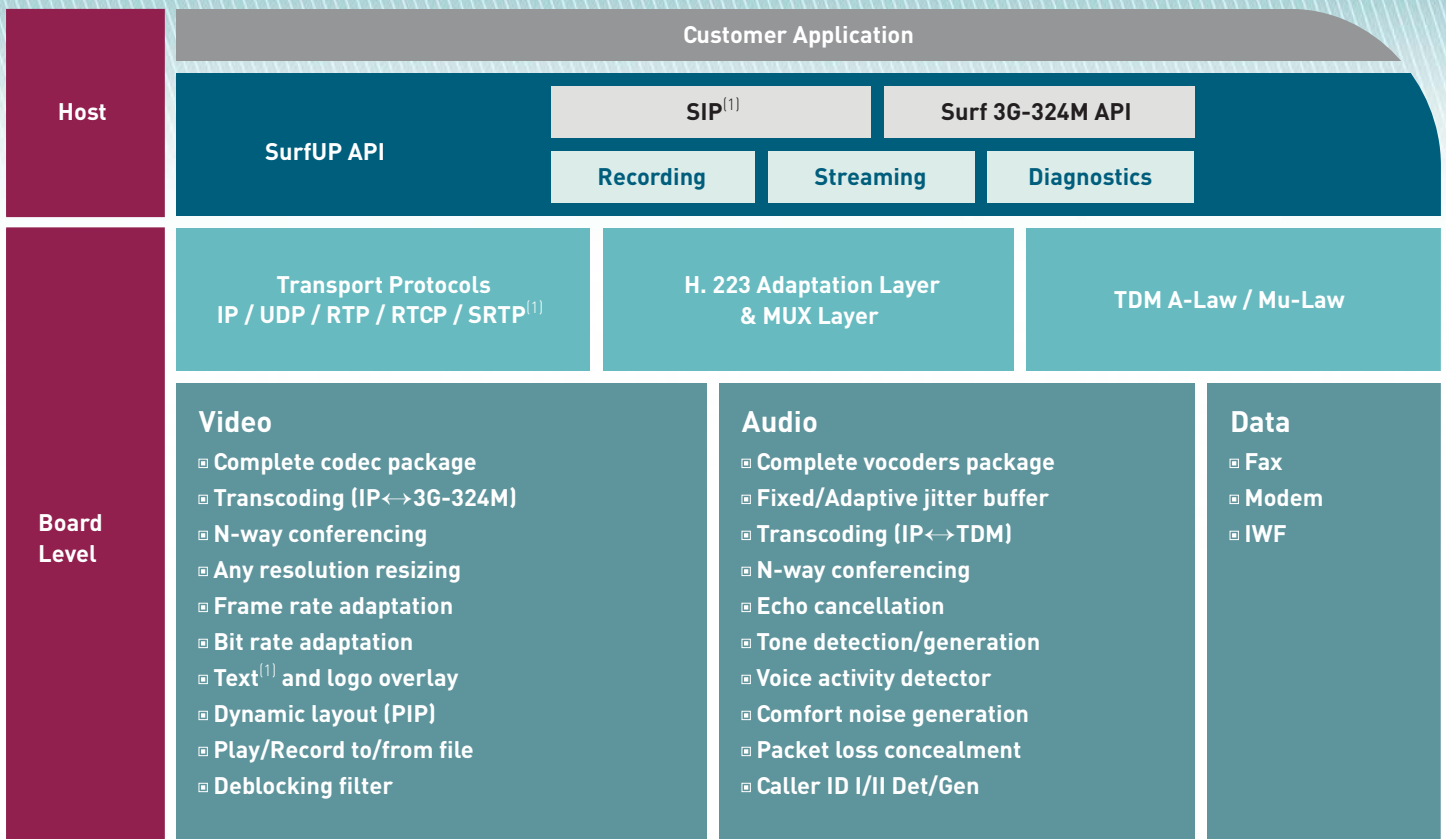 Customer Application
Host
SurfUP API
SIP(1)
Surf 3G-324M API
Recording
Streaming
Diagnostics
Transport Protocols
IP / UDP / RTP / RTCP / SRTP(1)
H. 223 Adaptation Layer
& MUX Layer
TDM A-Law / Mu-Law
Board
Level
Video
Complete codec package
Transcoding (IP↔3G-324M)
N-way conferencing
Any resolution resizing
Frame rate adaptation
Bit rate adaptation
Text(1) and logo overlay
Dynamic layout (PIP)
Play/Record to/from file
Deblocking filter
Audio
Complete vocoders package
Fixed/Adaptive jitter buffer
Transcoding (IP↔TDM)
N-way conferencing
Echo cancellation
Tone detection/generation
Voice activity detector
Comfort noise generation
Packet loss concealment
Caller ID I/II Det/Gen
Data
Fax
Modem
IWF